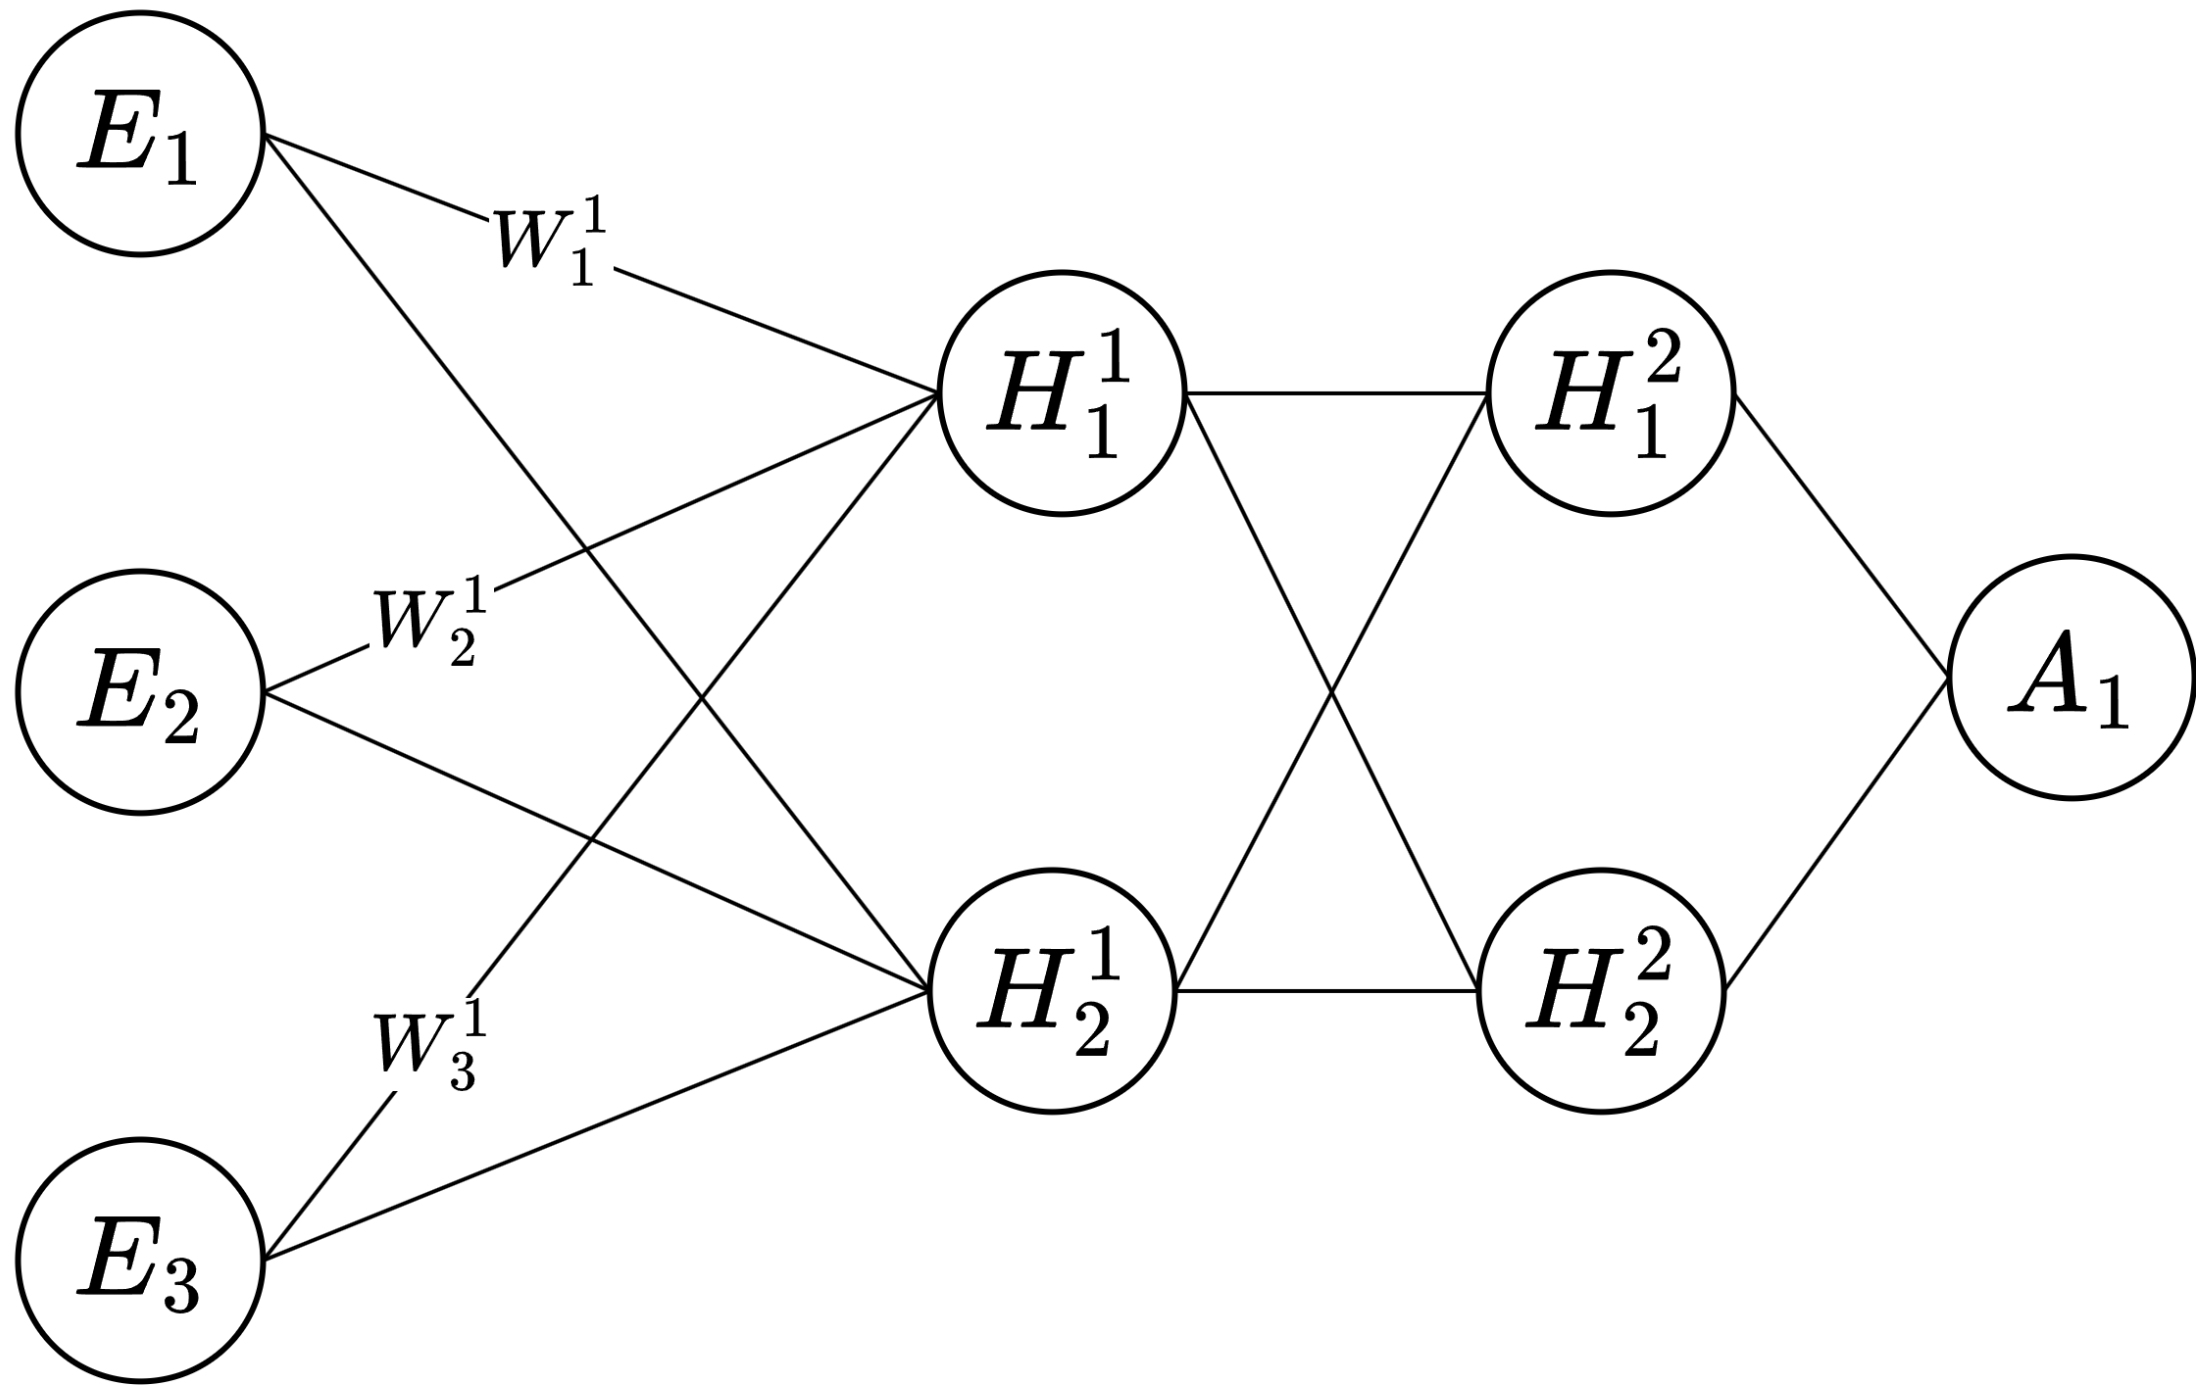 E₁
W₁¹
H₁¹
H₁²
W₂¹
E₂
A₁
H₂¹
H₂²
W₃¹
E₃